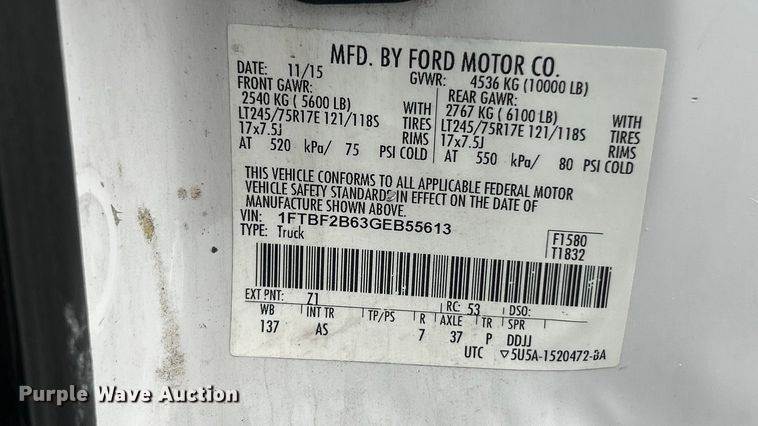 MFD. BY FORD MOTOR CO.
DATE: 11/15 GVWR: 4536 KG (10000 LB)
FRONT GAWR: REAR GAWR:
2540 KG ( 5600 LB) WITH 2767 KG ( 6100 LB) WITH
LT245/75R17E 121/118S TIRES LT245/75R17E 121/118S TIRES
17x7.5J RIMS 17x7.5J RIMS
AT 520 kPa/ 75 PSI COLD AT 550 kPa/ 80 PSI COLD
THIS VEHICLE CONFORMS TO ALL APPLICABLE FEDERAL MOTOR
VEHICLE SAFETY STANDARDS IN EFFECT ON THE DATE OF
MANUFACTURE SHOWN ABOVE.
VIN: 1FTBF2B63GEB55613
TYPE: Truck
F1580
T1832
EXT PNT: Z1 RC: 53 DSO:
WB INT TR TP/PS R AXLE TR SPR
137 AS 7 37 P DDJJ
UTC ▽5U5A-1520472-BA
Purple Wave Auction